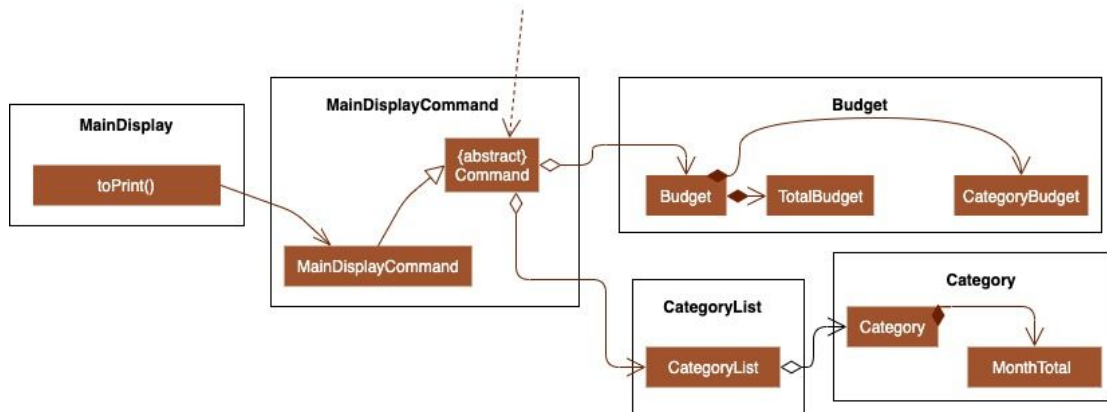 MainDisplay
toPrint()
MainDisplayCommand
{abstract}
Command
MainDisplayCommand
Budget
Budget
TotalBudget
CategoryBudget
CategoryList
CategoryList
Category
Category
MonthTotal